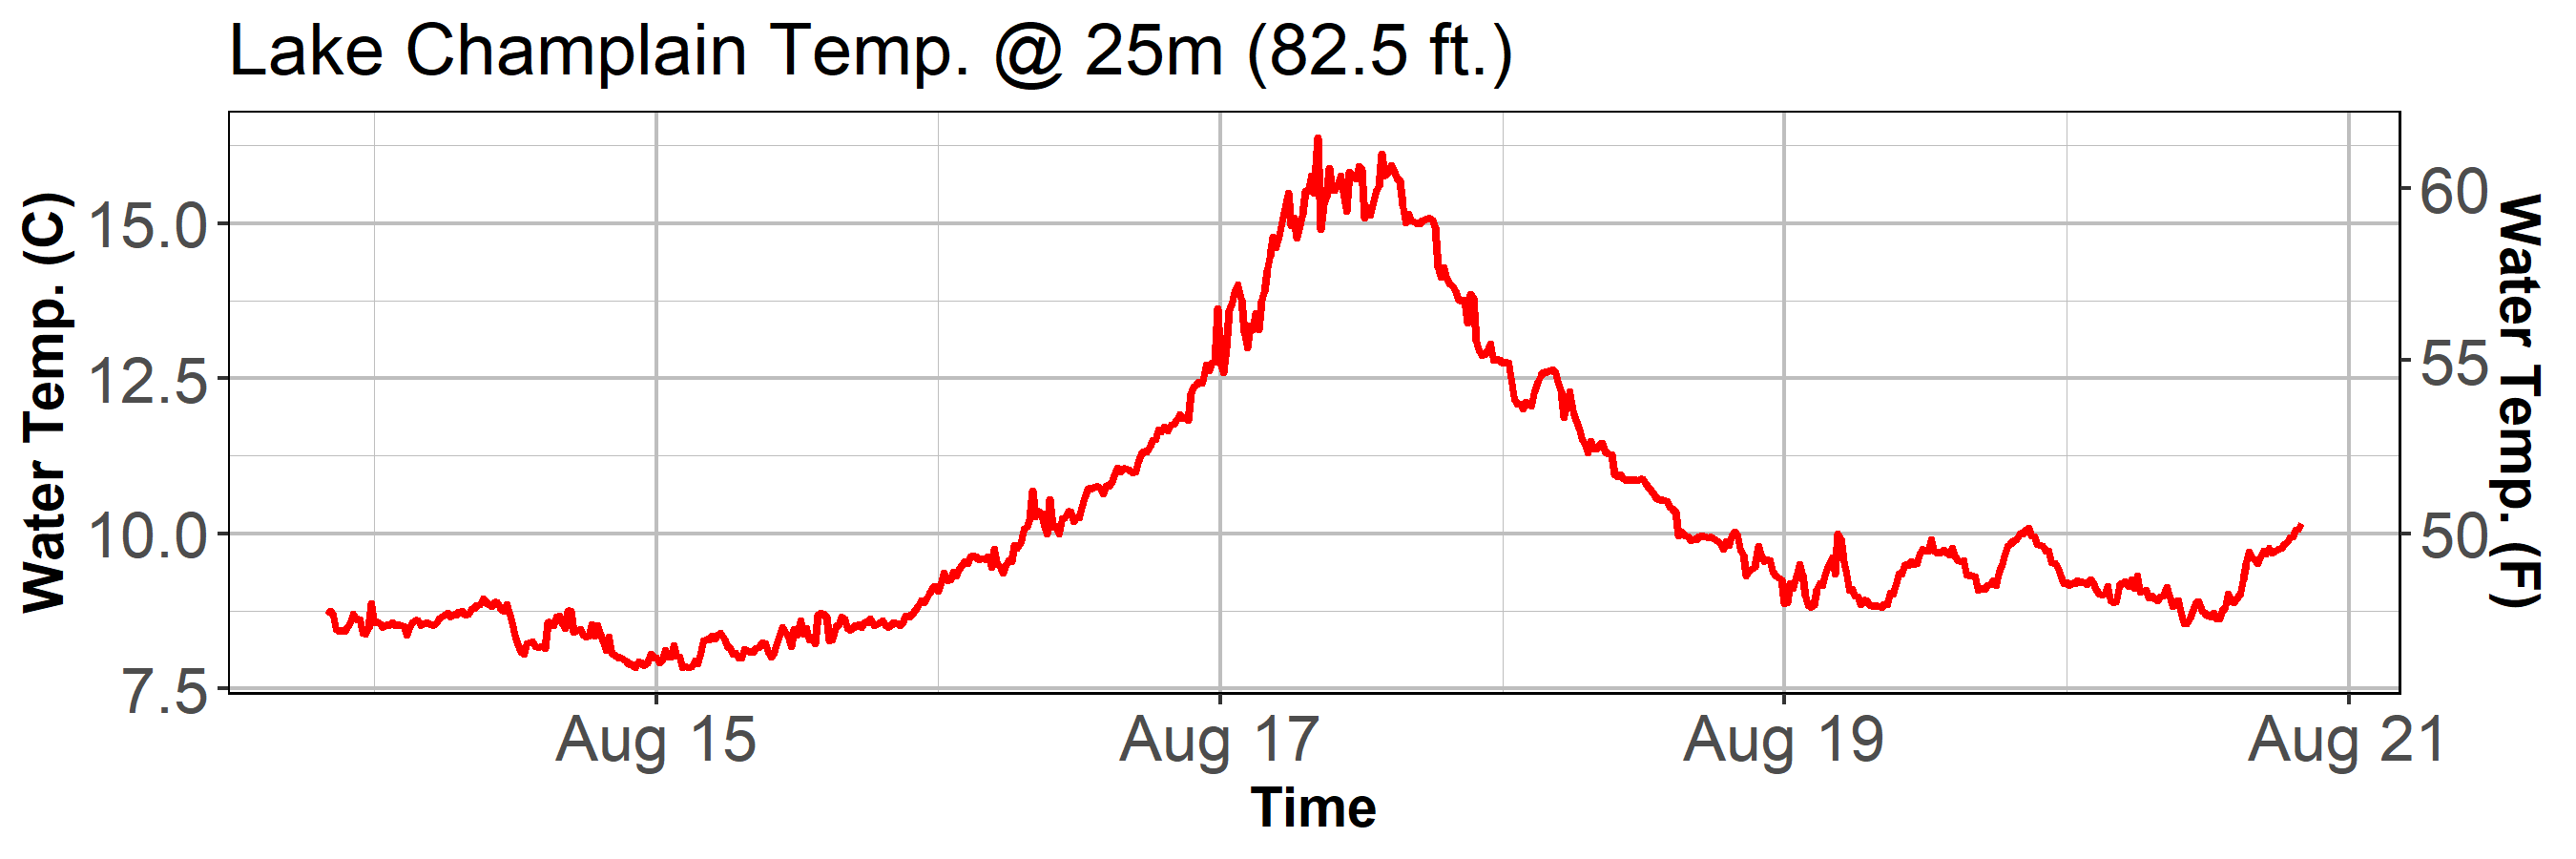 Lake Champlain Temp. @ 25m (82.5 ft.)
Water Temp. (C)
15.0
12.5
10.0
7.5
60
55
50
Water Temp. (F)
Aug 15
Aug 17
Aug 19
Aug 21
Time